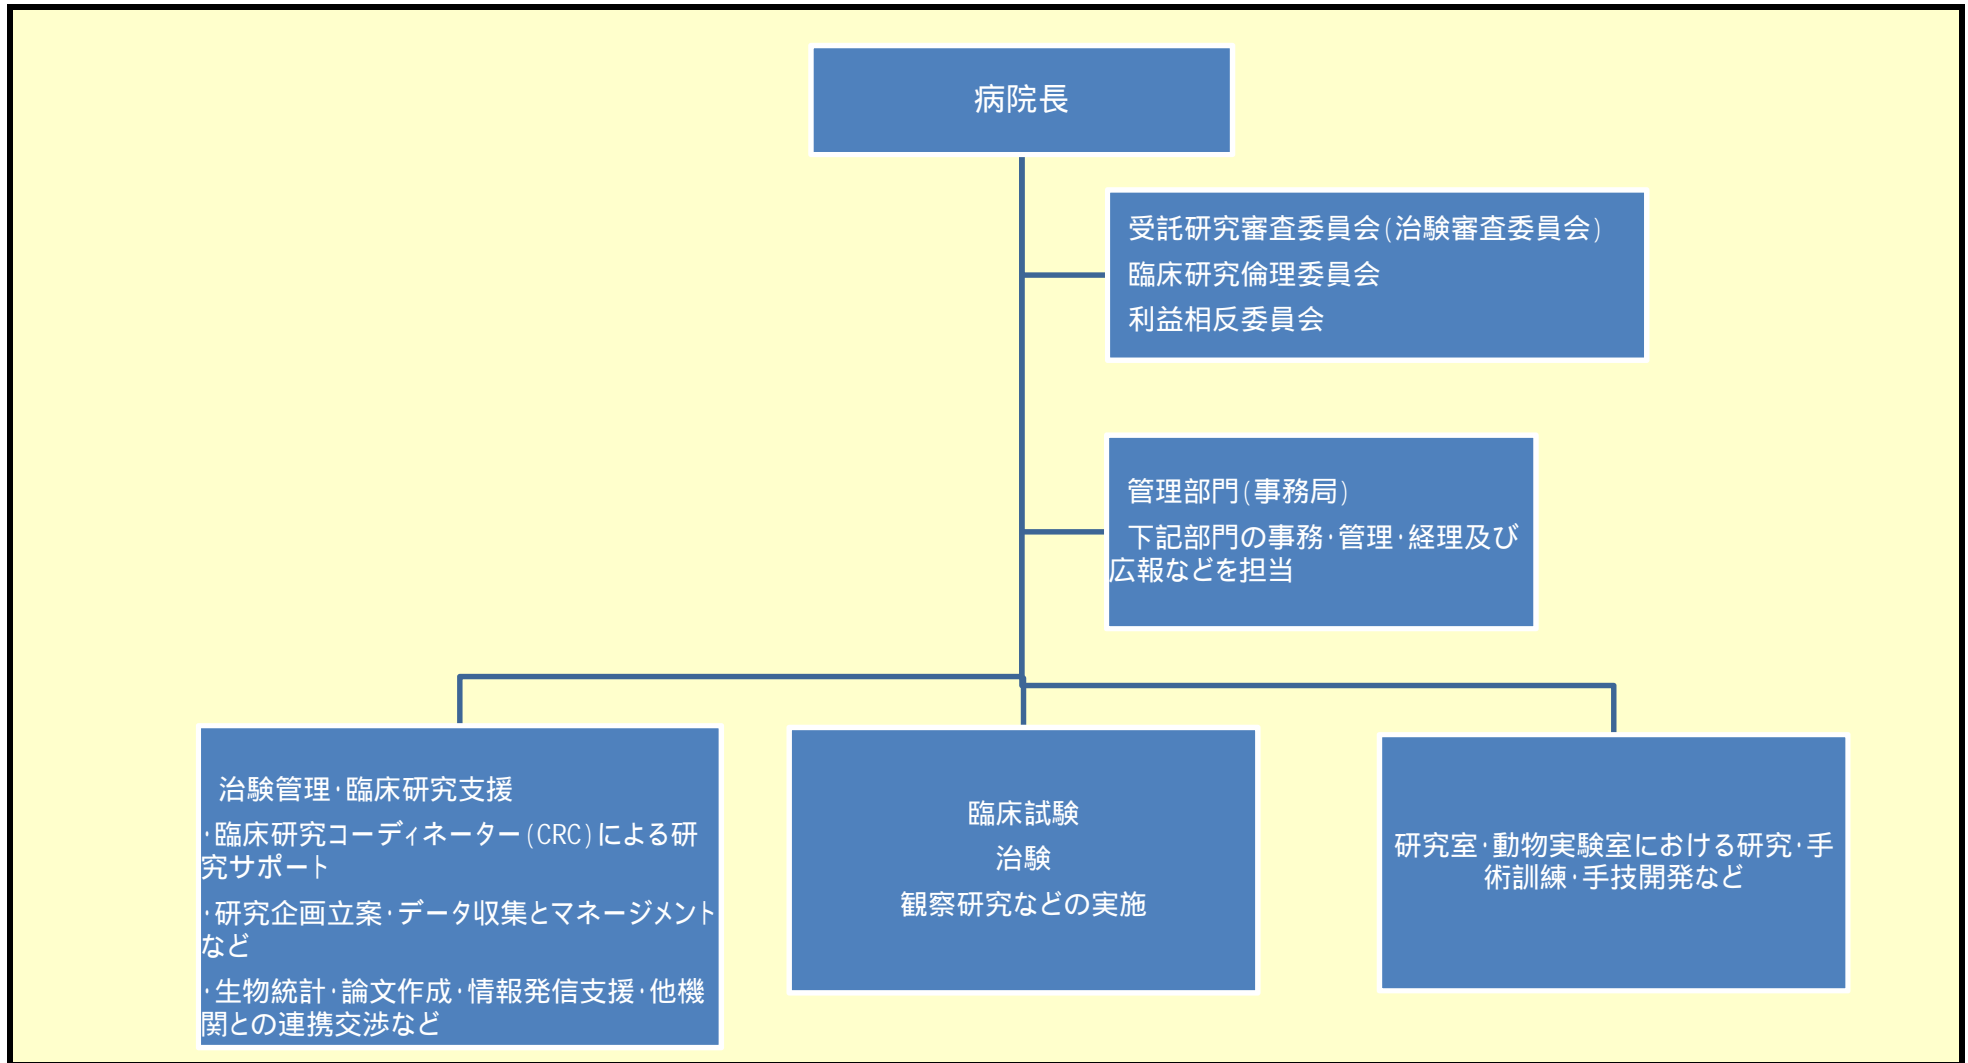 病院長
受託研究審査委員会(治験審査委員会)
臨床研究倫理委員会
利益相反委員会
管理部門(事務局)
下記部門の事務・管理・経理及び
広報などを担当
治験管理・臨床研究支援
・臨床研究コーディネーター(CRC)による研
究サポート
・研究企画立案・データ収集とマネージメント
など
・生物統計・論文作成・情報発信支援・他機
関との連携交渉など
臨床試験
治験
観察研究などの実施
研究室・動物実験室における研究・手
術訓練・手技開発など